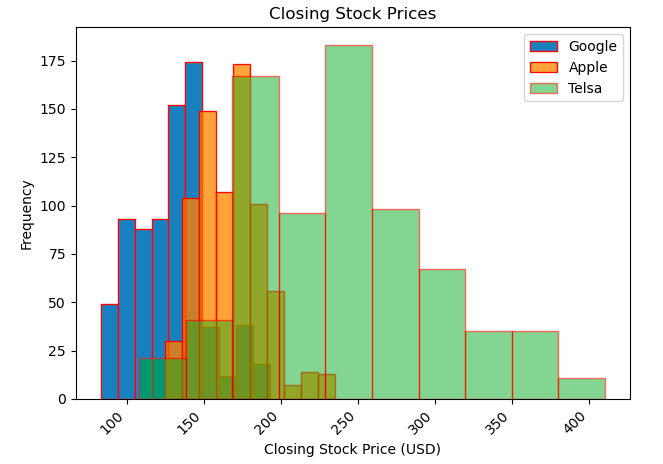 Closing Stock Prices
Google
Apple
Telsa
Frequency
175
150
125
100
75
50
25
0
100
150
200
250
300
350
400
Closing Stock Price (USD)